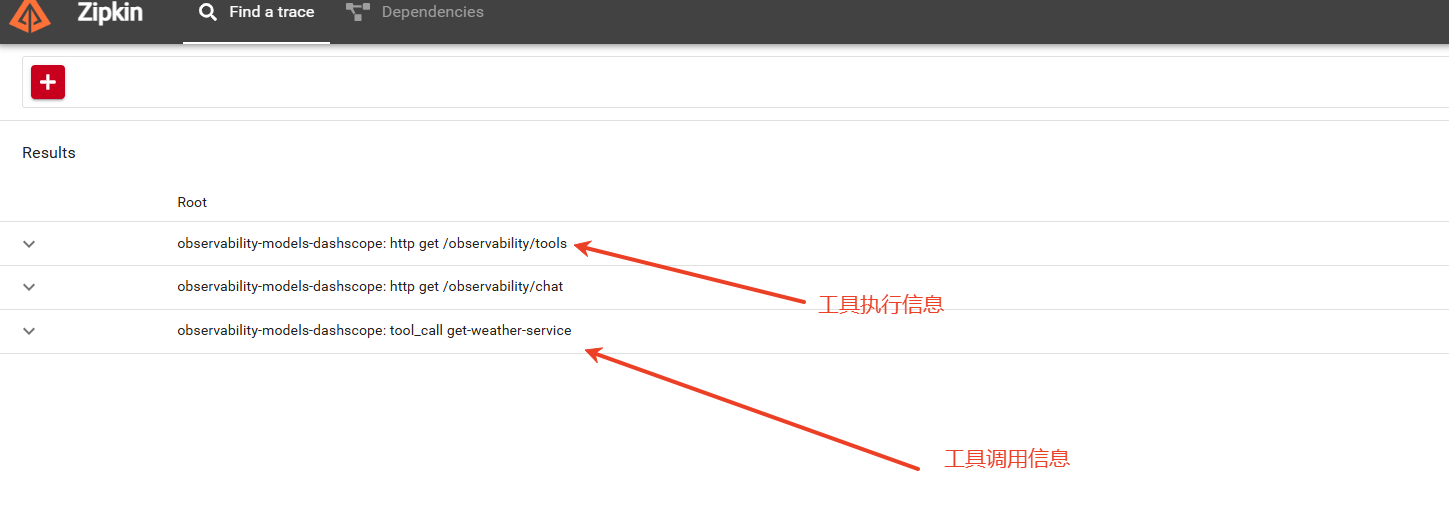 Zipkin
Find a trace
Dependencies
Results
Root
observability-models-dashscope: http get /observability/tools
observability-models-dashscope: http get /observability/chat
工具执行信息
observability-models-dashscope: tool_call get-weather-service
工具调用信息